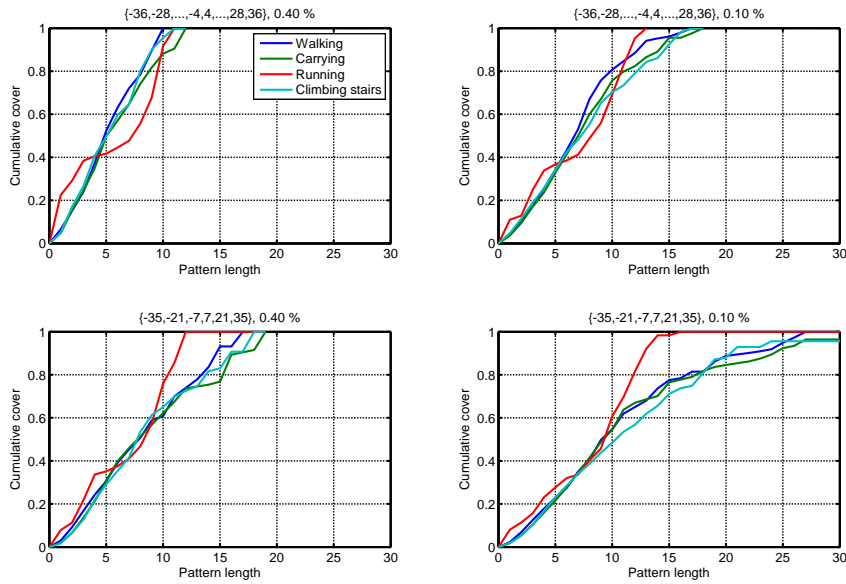 {-36,-28,...,-4,4,...,28,36}, 0.40 %
1
0.8
0.6
0.4
0.2
0
Cumulative cover
Walking
Carrying
Running
Climbing stairs
0 5 10 15 20 25 30
Pattern length
{-36,-28,...,-4,4,...,28,36}, 0.10 %
1
0.8
0.6
0.4
0.2
0
Cumulative cover
0 5 10 15 20 25 30
Pattern length
{-35,-21,-7,7,21,35}, 0.40 %
1
0.8
0.6
0.4
0.2
0
Cumulative cover
0 5 10 15 20 25 30
Pattern length
{-35,-21,-7,7,21,35}, 0.10 %
1
0.8
0.6
0.4
0.2
0
Cumulative cover
0 5 10 15 20 25 30
Pattern length